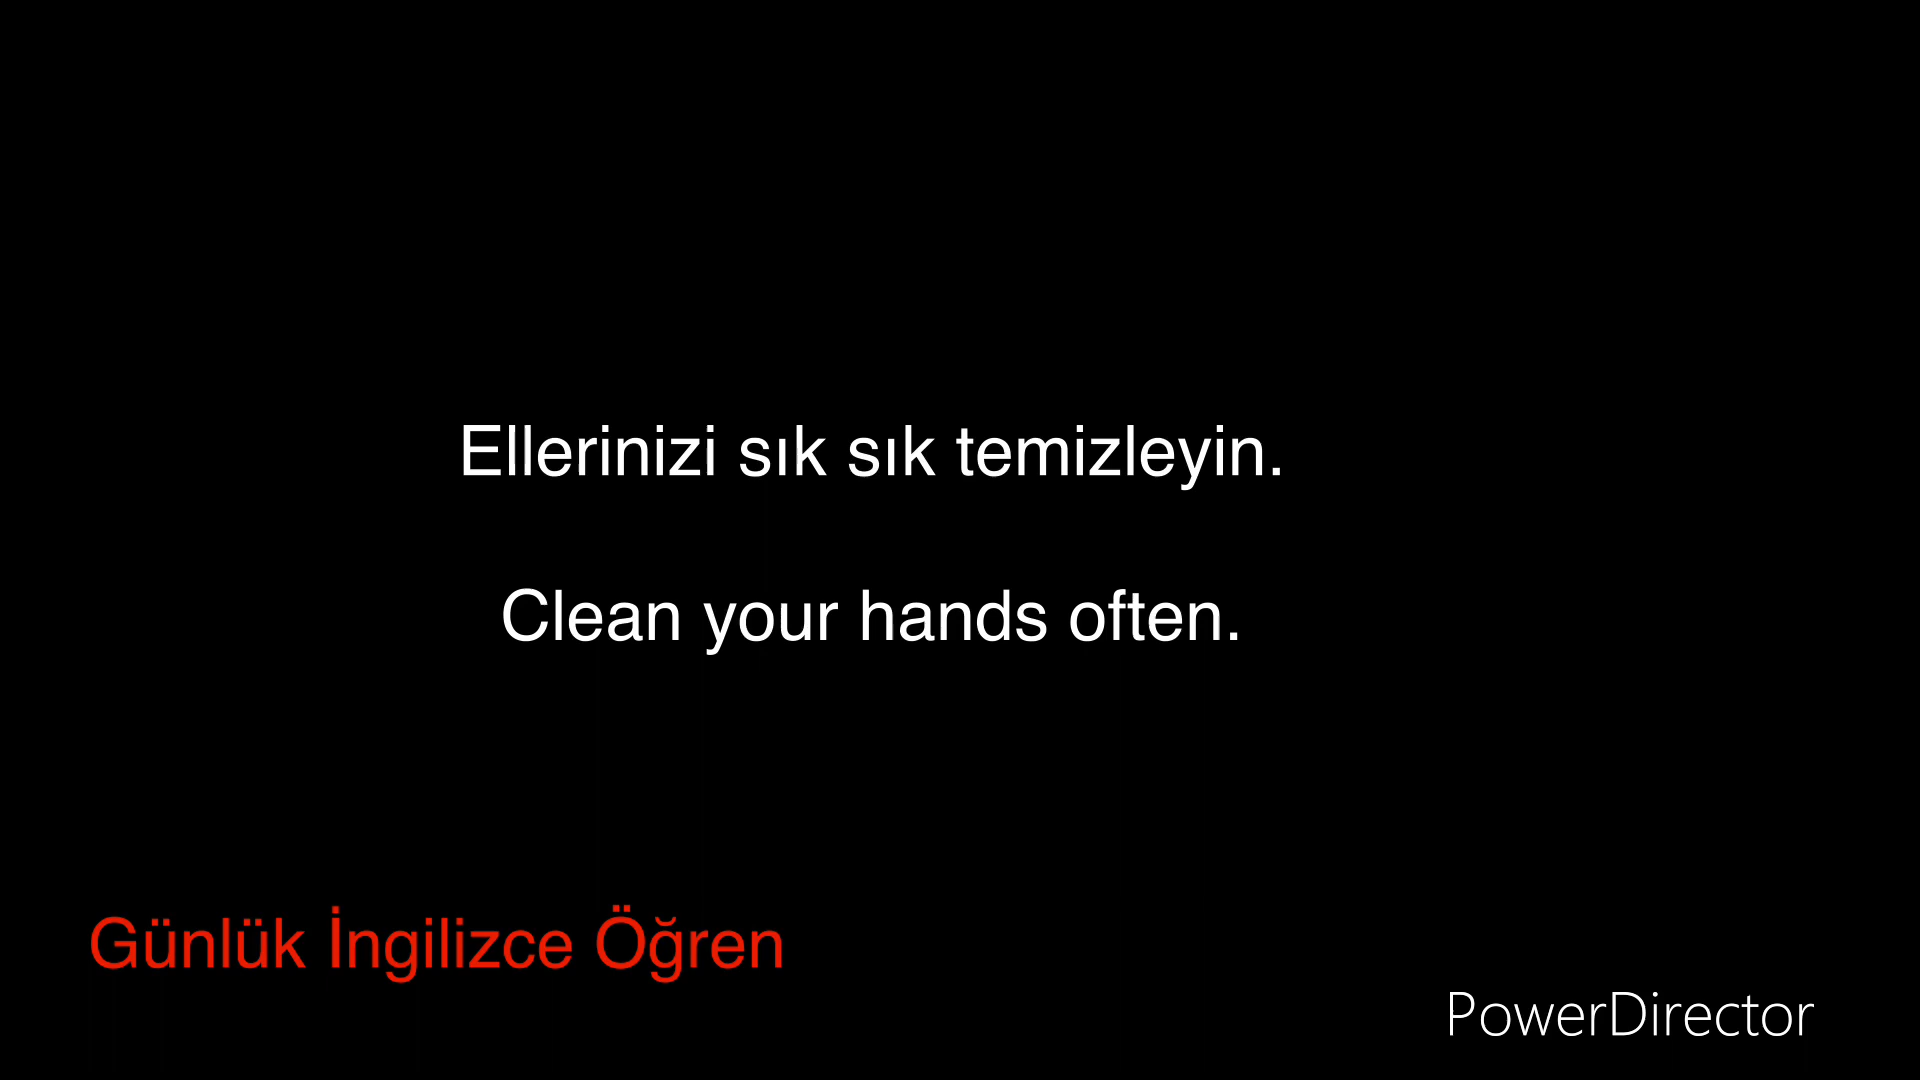 Ellerinizi sık sık temizleyin.
Clean your hands often.
Günlük İngilizce Öğren
PowerDirector